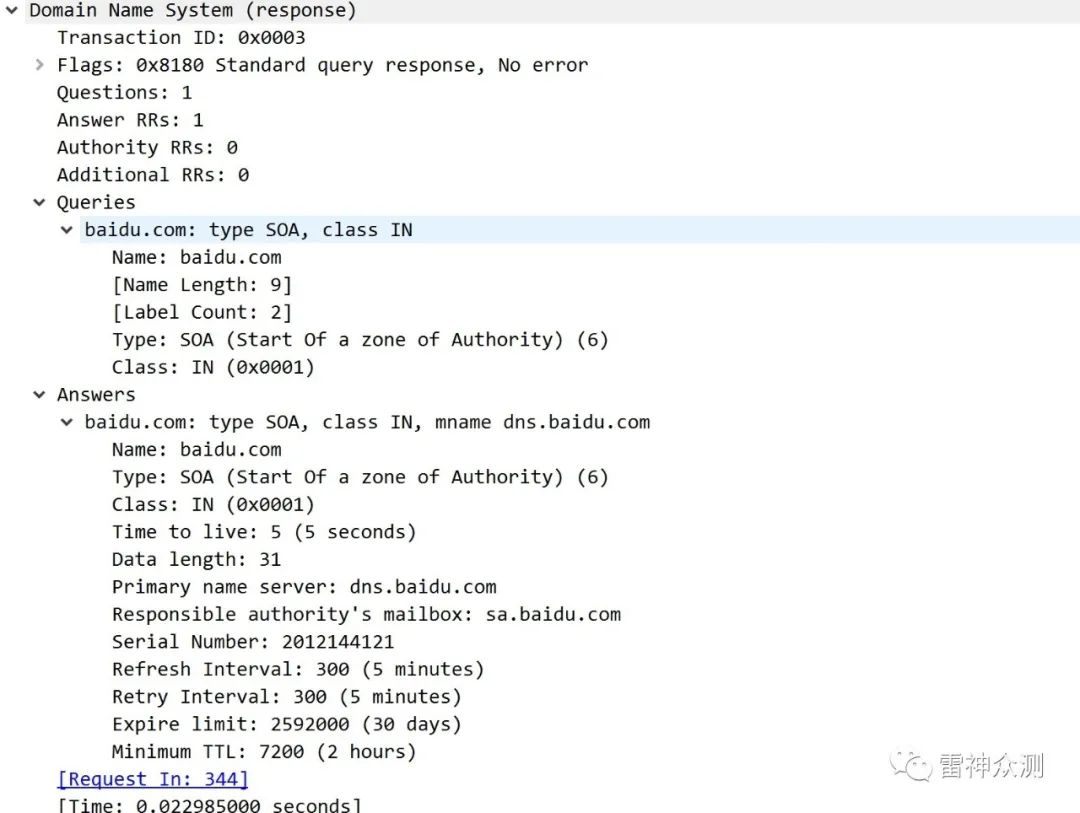 Domain Name System (response)
Transaction ID: 0x0003
Flags: 0x8180 Standard query response, No error
Questions: 1
Answer RRs: 1
Authority RRs: 0
Additional RRs: 0
Queries
baidu.com: type SOA, class IN
Name: baidu.com
[Name Length: 9]
[Label Count: 2]
Type: SOA (Start Of a zone of Authority) (6)
Class: IN (0x0001)
Answers
baidu.com: type SOA, class IN, mname dns.baidu.com
Name: baidu.com
Type: SOA (Start Of a zone of Authority) (6)
Class: IN (0x0001)
Time to live: 5 (5 seconds)
Data length: 31
Primary name server: dns.baidu.com
Responsible authority's mailbox: sa.baidu.com
Serial Number: 2012144121
Refresh Interval: 300 (5 minutes)
Retry Interval: 300 (5 minutes)
Expire limit: 2592000 (30 days)
Minimum TTL: 7200 (2 hours)
[Request In: 344]
[Time: 0.022985000 seconds]
雷神众测